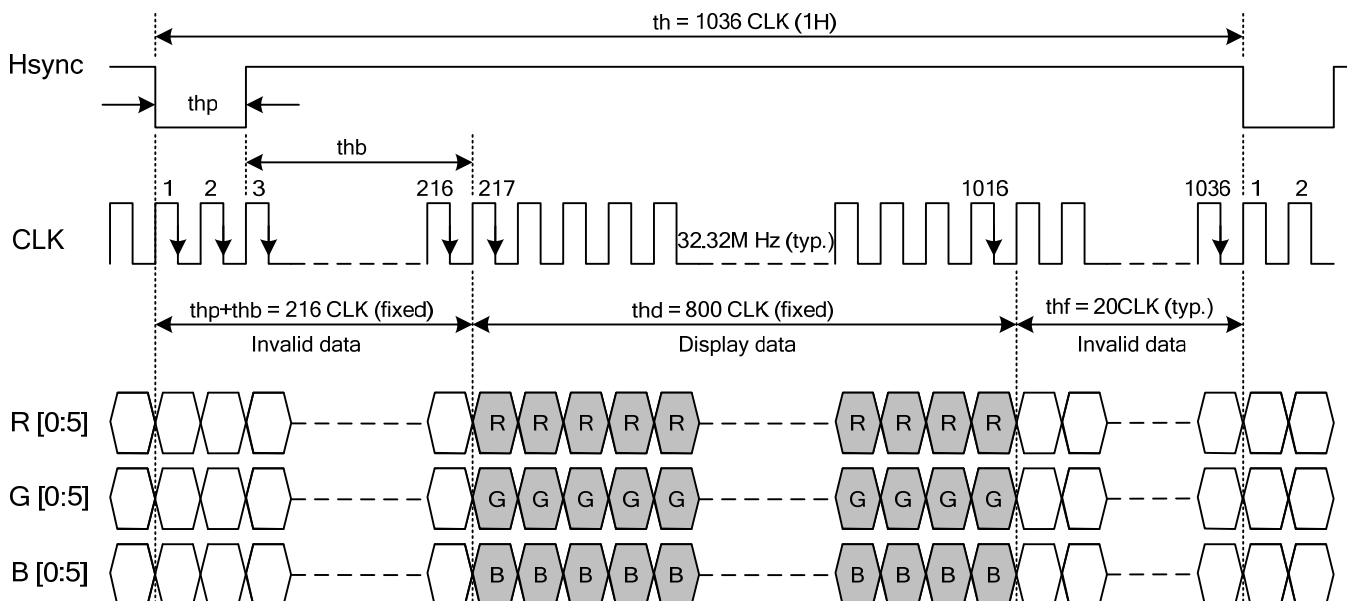 th = 1036 CLK (1H)
Hsync
thp
thb
1 2 3 216 217 1016 1036 1 2
CLK
32.32M Hz (typ.)
thp+thb = 216 CLK (fixed) thd = 800 CLK (fixed) thf = 20CLK (typ.)
Invalid data Display data Invalid data
R [0:5] R R R R R R R R R
G [0:5] G G G G G G G G G
B [0:5] B B B B B B B B B